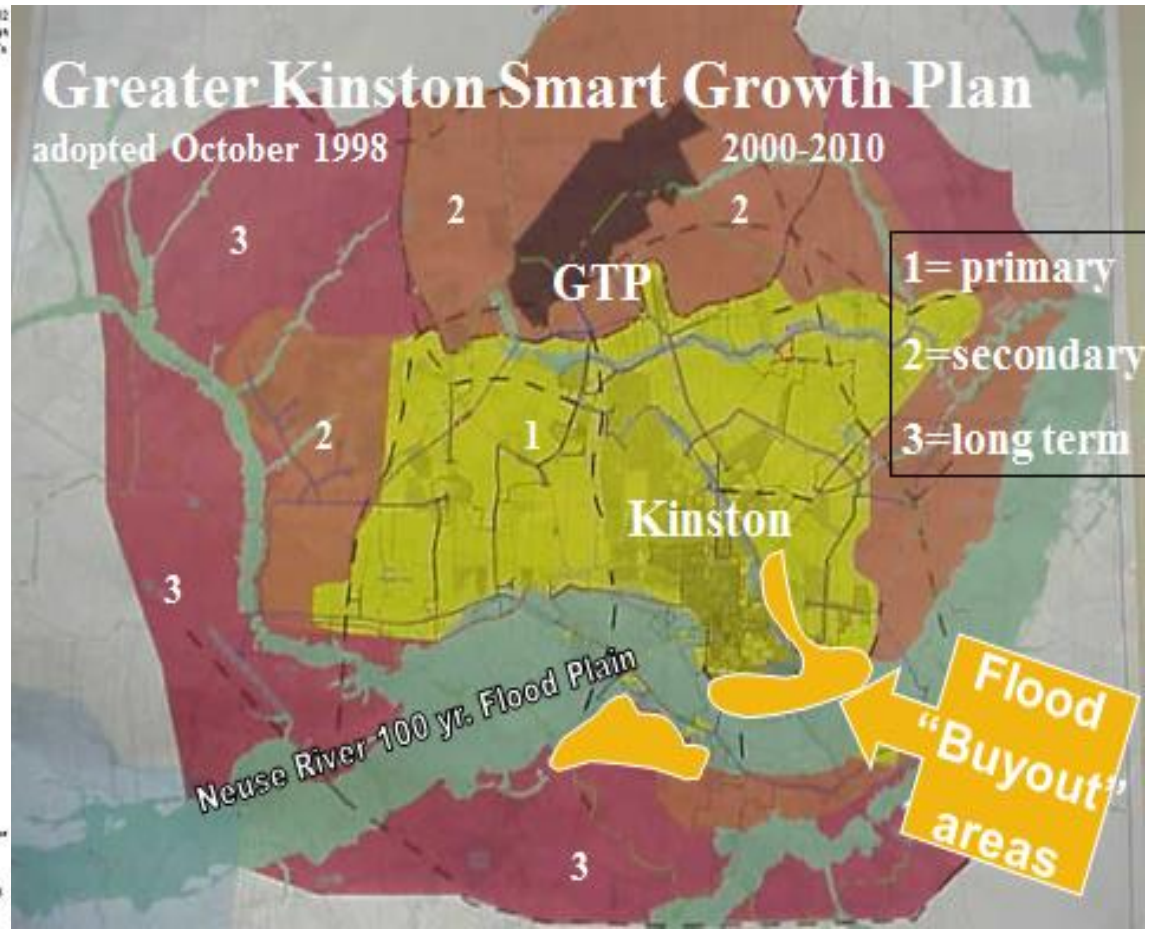 Greater Kinston Smart Growth Plan
adopted October 1998
2000-2010
3
2
2
GTP
1= primary
2=secondary
3=long term
2
1
Kinston
3
Neuse River 100 yr. Flood Plain
Flood
“Buyout”
areas
3